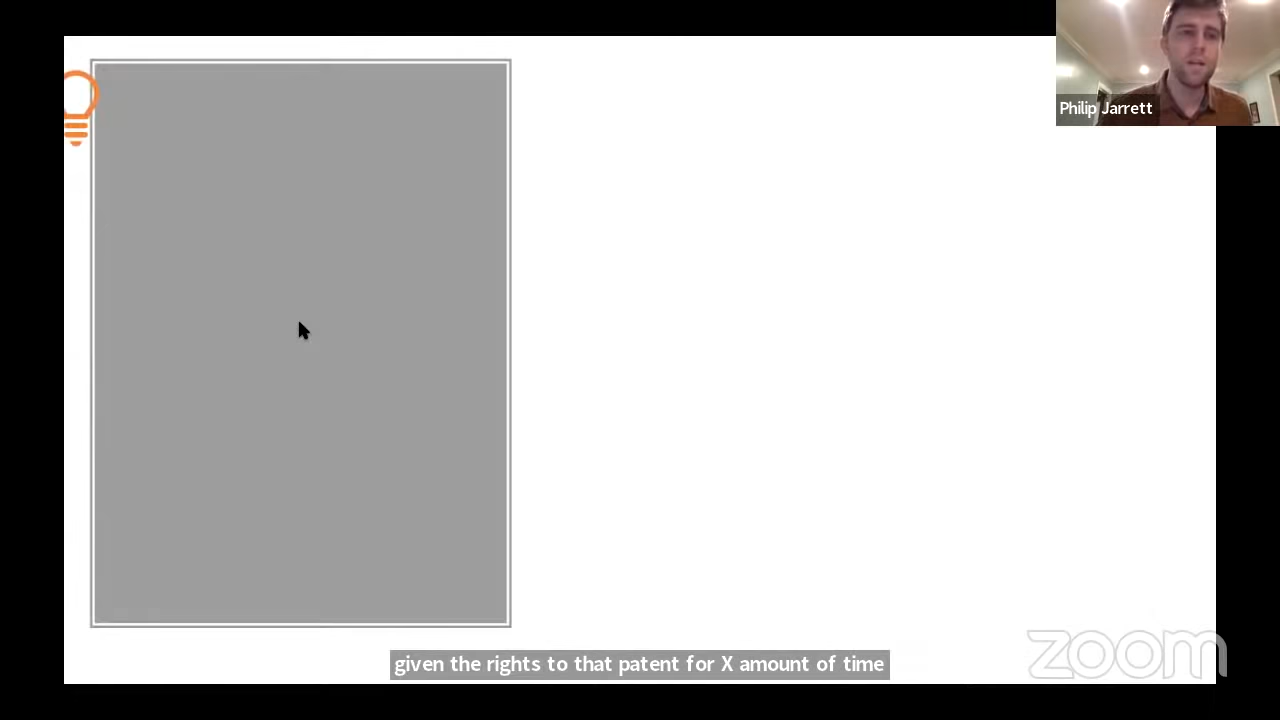 Philip Jarrett
given the rights to that patent for X amount of time
zoom